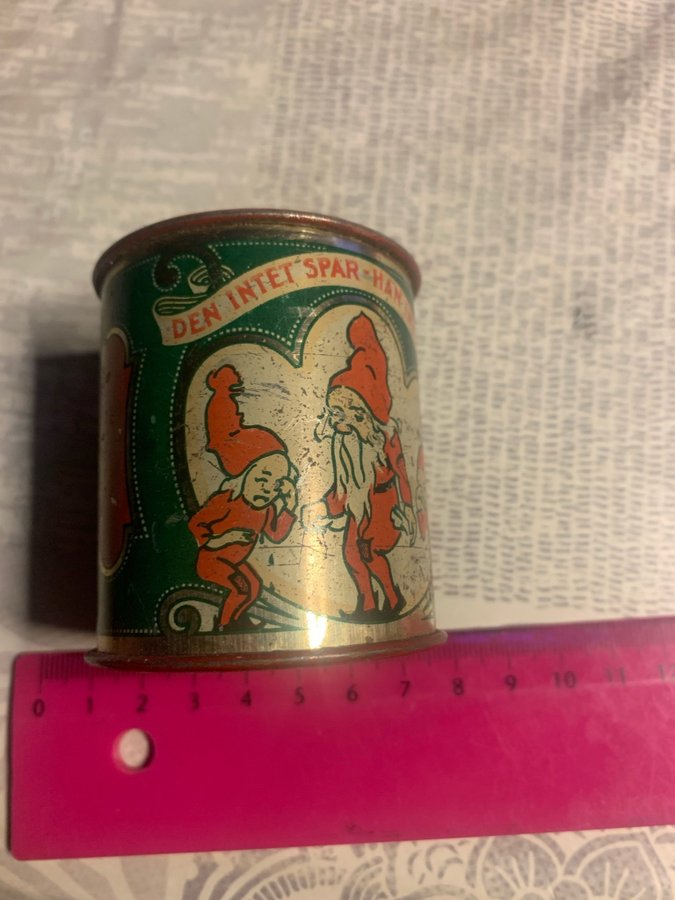 DEN INTET SPAR-HAN
0 1 2 3 4 5 6 7 8 9 10 11